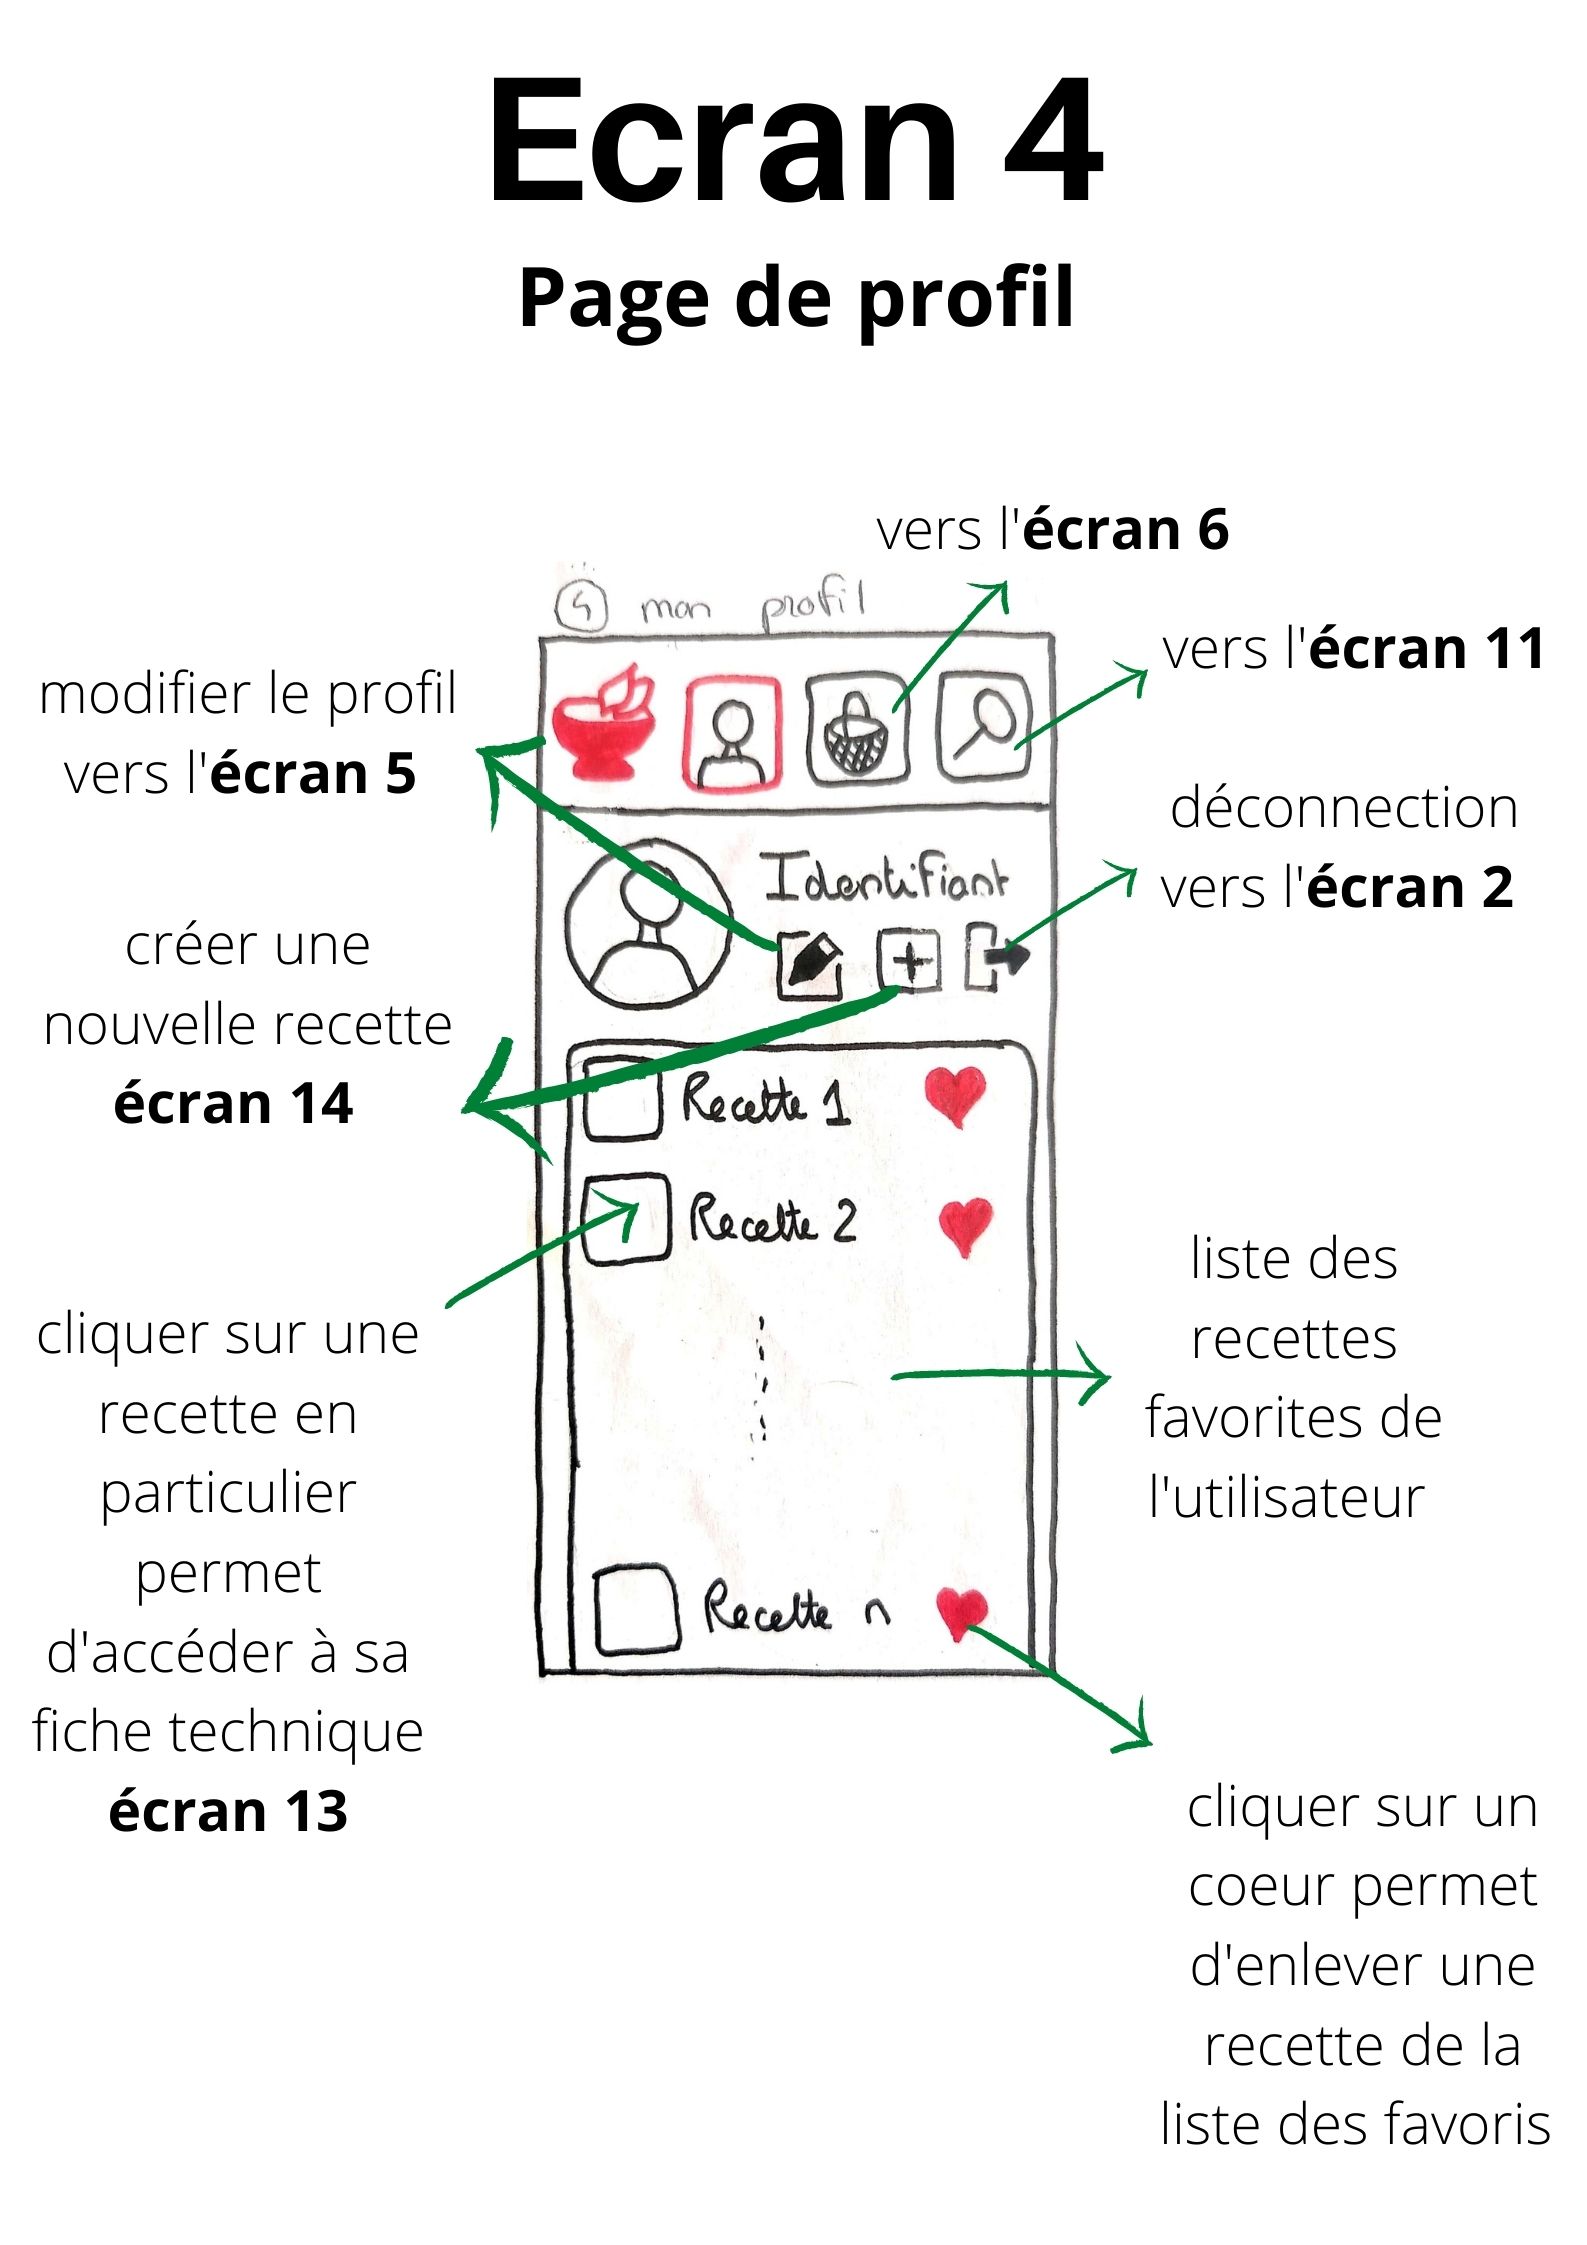 Ecran 4
Page de profil
vers l'écran 6
④ mon profil
vers l'écran 11
modifier le profil
vers l'écran 5
déconnection
vers l'écran 2
Identifiant
créer une
nouvelle recette
écran 14
Recette 1
Recette 2
liste des
recettes
favorites de
l'utilisateur
cliquer sur une
recette en
particulier
permet
d'accéder à sa
fiche technique
écran 13
Recette n
cliquer sur un
coeur permet
d'enlever une
recette de la
liste des favoris